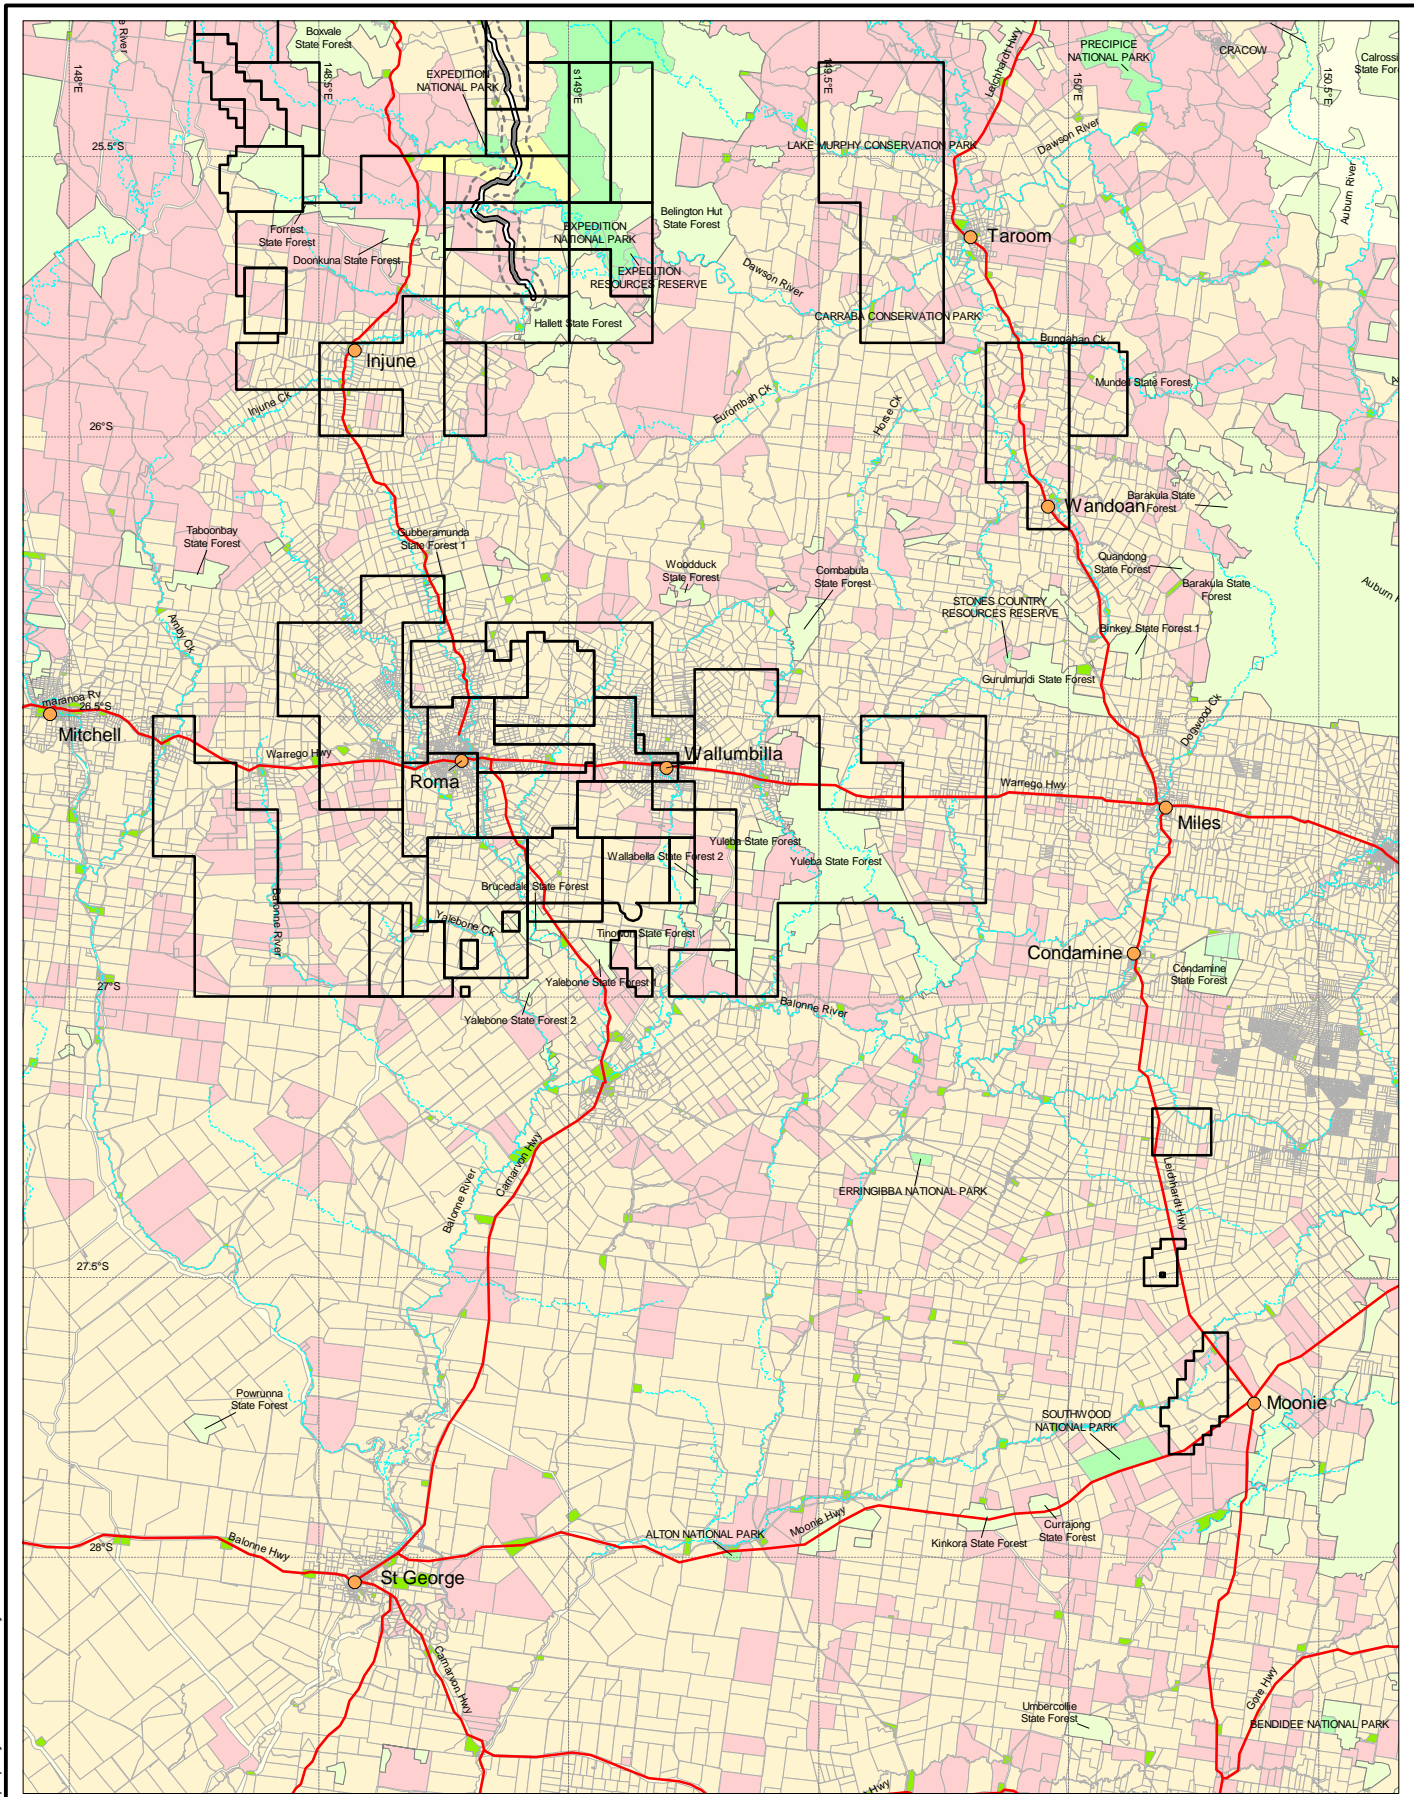 Boxvale
State Forest
EXPEDITION
NATIONAL PARK
Leichhardt Hwy
PRECIPICE
NATIONAL PARK
CRACOW
148°E
148.5°E
s149°E
149.5°E
150°E
150.5°E
25.5°S
LAKE MURPHY CONSERVATION PARK
Dawson River
Auburn River
Forrest
State Forest
Doonkuna State Forest
EXPEDITION
NATIONAL PARK
EXPEDITION
RESOURCES RESERVE
Belington Hut
State Forest
Taroom
Dawson River
Hallett State Forest
CARRABA CONSERVATION PARK
Injune
Bungaban Ck
Mundell State Forest
Injune Ck
Eurombah Ck
Horse Ck
26°S
Wandoan
Barakula State
Forest
Taboonbay
State Forest
Gubberamunda
State Forest 1
Woodduck
State Forest
Combabula
State Forest
Quandong
State Forest
Barakula State
Forest
STONES COUNTRY
RESOURCES RESERVE
Binkey State Forest 1
Amby Ck
Gurulmundi State Forest
maranoa Rv
26.5°S
Mitchell
Dogwood Ck
Warrego Hwy
Roma
Wallumbilla
Warrego Hwy
Miles
Yuleba State Forest
Wallabella State Forest 2
Yuleba State Forest
Brucedale State Forest
Balonne River
Yalebone Ck
Tinowon State Forest
Condamine
Condamine
State Forest
27°S
Yalebone State Forest 1
Yalebone State Forest 2
Balonne River
Carnarvon Hwy
Balonne River
ERRINGIBBA NATIONAL PARK
Leichhardt Hwy
27.5°S
Powrunna
State Forest
SOUTHWOOD
NATIONAL PARK
Moonie
ALTON NATIONAL PARK
Moonie Hwy
Kinkora State Forest
Currajong
State Forest
28°S
Balonne Hwy
St George
Carnarvon Hwy
Umbercollie
State Forest
Gore Hwy
BENDIDEE NATIONAL PARK
Hwy